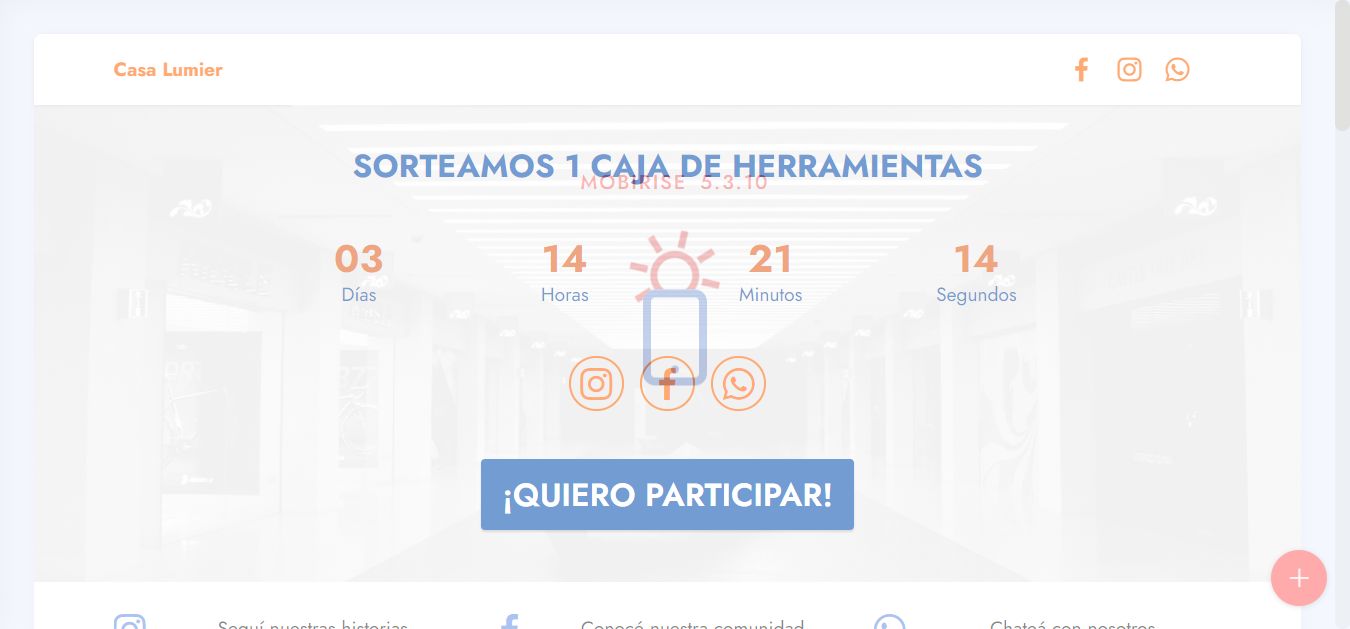 Casa Lumier
SORTEAMOS 1 CAJA DE HERRAMIENTAS
MOBIRISE 5.3.10
03 14 21 14
Días Horas Minutos Segundos
¡QUIERO PARTICIPAR!
Seguí nuestras historias Conocé nuestra comunidad Chateá con nosotros